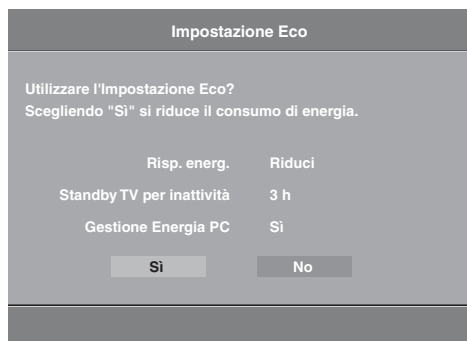 Impostazione Eco
Utilizzare l'Impostazione Eco?
Scegliendo "Sì" si riduce il consumo di energia.
Risp. energ. Riduci
Standby TV per inattività 3 h
Gestione Energia PC Sì
Sì No